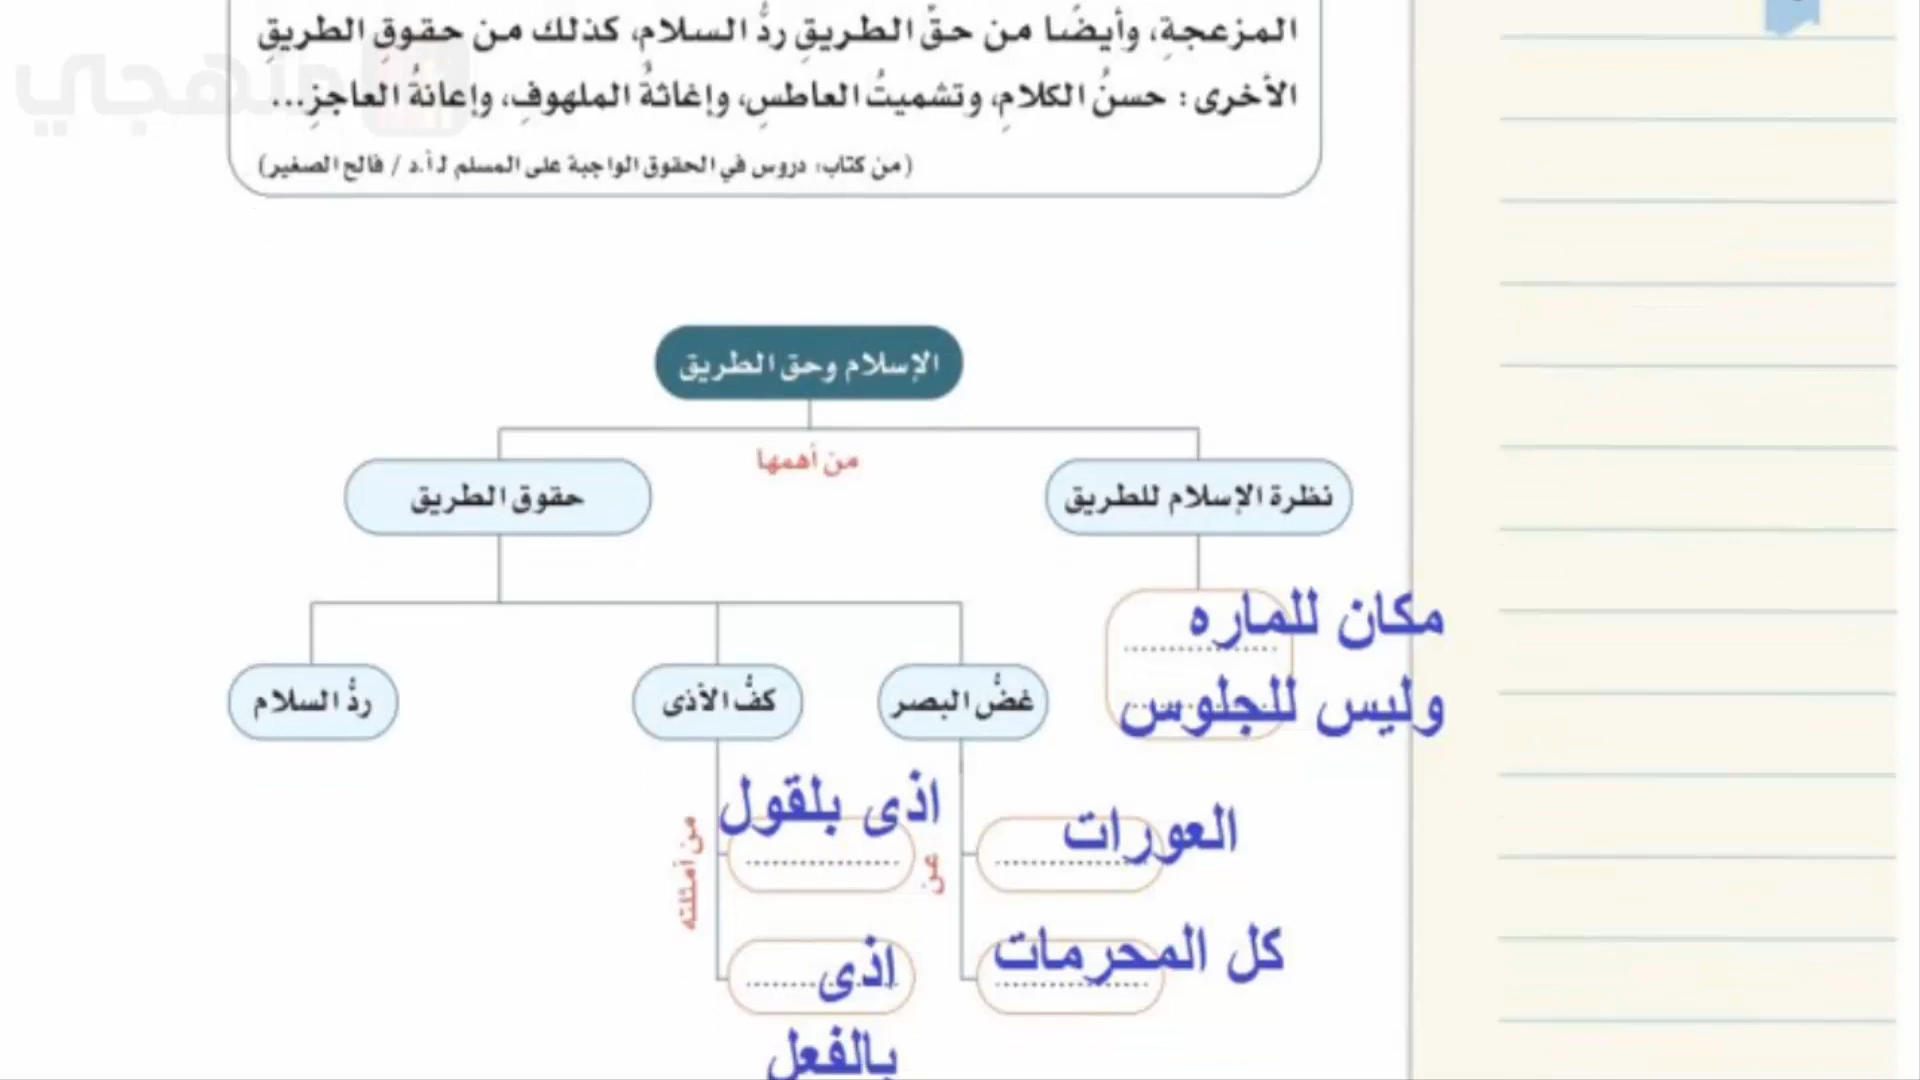 المزعجةِ، وأيضًا من حقِّ الطريقِ ردُّ السلامِ، كذلك من حقوقِ الطريقِ
الأخرى: حسنُ الكلامِ، وتشميتُ العاطسِ، وإغاثةُ الملهوفِ، وإعانةُ العاجزِ...
(من كتاب: دروس في الحقوق الواجبة على المسلم لـ أ.د / فالح الصغير)
منهجي
الإسلام وحق الطريق
من أهمها
نظرة الإسلام للطريق
حقوق الطريق
مكان للماره
وليس للجلوس
غضُّ البصر
كفُّ الأذى
ردُّ السلام
عن
العورات
كل المحرمات
من أمثلته
اذى بلقول
اذى
بالفعل